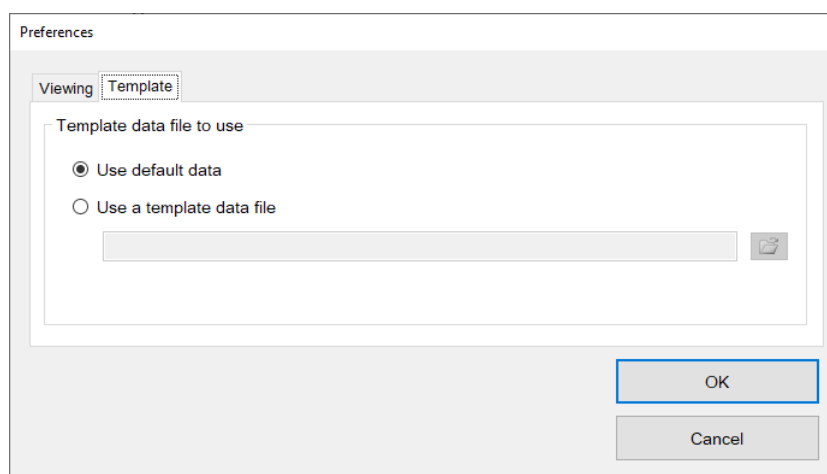 Preferences
Viewing Template
Template data file to use
Use default data
Use a template data file
OK
Cancel